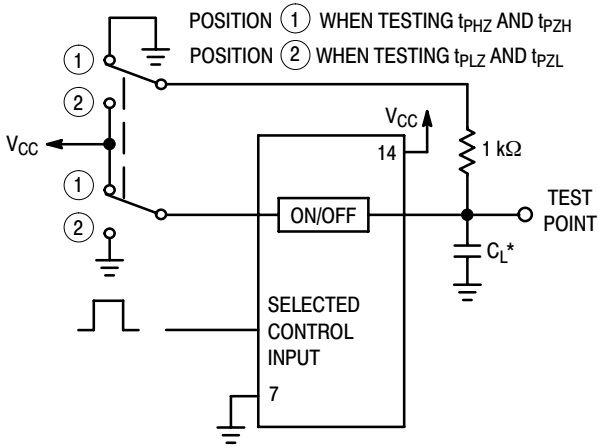 POSITION 1 WHEN TESTING tPHZ AND tPZH
POSITION 2 WHEN TESTING tPLZ AND tPZL
1
2
VCC
1
2
VCC
14
1 kΩ
ON/OFF
TEST
POINT
CL*
SELECTED
CONTROL
INPUT
7